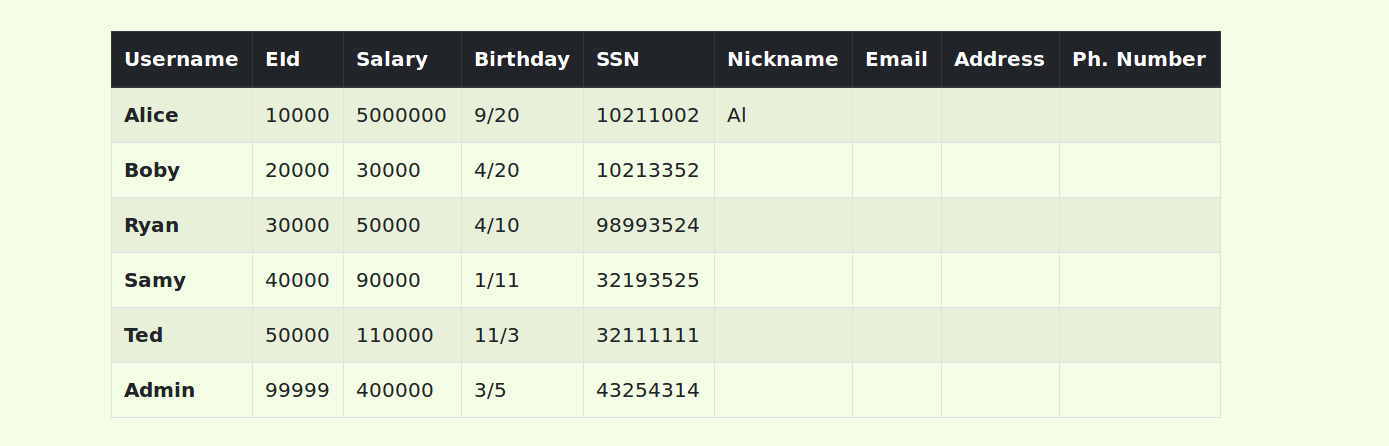 Username EId Salary Birthday SSN Nickname Email Address Ph. Number
Alice 10000 5000000 9/20 10211002 Al
Boby 20000 30000 4/20 10213352
Ryan 30000 50000 4/10 98993524
Samy 40000 90000 1/11 32193525
Ted 50000 110000 11/3 32111111
Admin 99999 400000 3/5 43254314